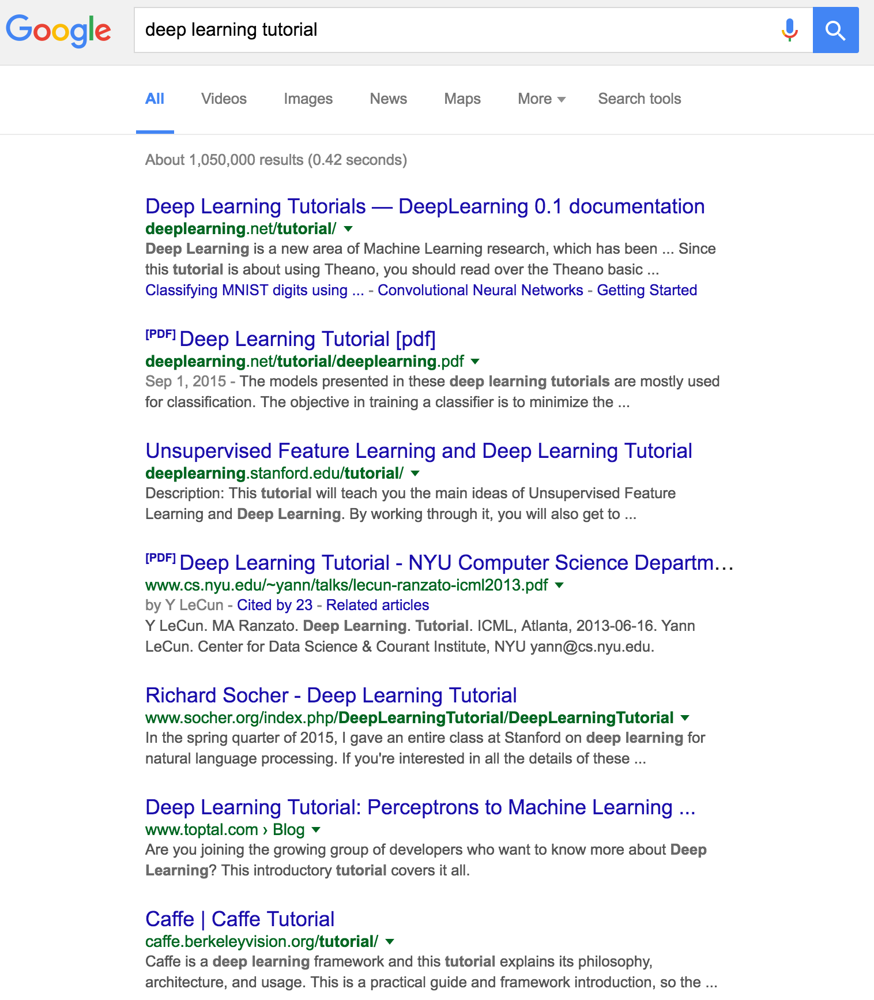 Google
deep learning tutorial
All Videos Images News Maps More Search tools
About 1,050,000 results (0.42 seconds)
Deep Learning Tutorials — DeepLearning 0.1 documentation
deeplearning.net/tutorial/
Deep Learning is a new area of Machine Learning research, which has been ... Since
this tutorial is about using Theano, you should read over the Theano basic ...
Classifying MNIST digits using ... - Convolutional Neural Networks - Getting Started
[PDF] Deep Learning Tutorial [pdf]
deeplearning.net/tutorial/deeplearning.pdf
Sep 1, 2015 - The models presented in these deep learning tutorials are mostly used
for classification. The objective in training a classifier is to minimize the ...
Unsupervised Feature Learning and Deep Learning Tutorial
deeplearning.stanford.edu/tutorial/
Description: This tutorial will teach you the main ideas of Unsupervised Feature
Learning and Deep Learning. By working through it, you will also get to ...
[PDF] Deep Learning Tutorial - NYU Computer Science Departm...
www.cs.nyu.edu/~yann/talks/lecun-ranzato-icml2013.pdf
by Y LeCun - Cited by 23 - Related articles
Y LeCun. MA Ranzato. Deep Learning. Tutorial. ICML, Atlanta, 2013-06-16. Yann
LeCun. Center for Data Science & Courant Institute, NYU yann@cs.nyu.edu.
Richard Socher - Deep Learning Tutorial
www.socher.org/index.php/DeepLearningTutorial/DeepLearningTutorial
In the spring quarter of 2015, I gave an entire class at Stanford on deep learning for
natural language processing. If you're interested in all the details of these ...
Deep Learning Tutorial: Perceptrons to Machine Learning ...
www.toptal.com › Blog
Are you joining the growing group of developers who want to know more about Deep
Learning? This introductory tutorial covers it all.
Caffe | Caffe Tutorial
caffe.berkeleyvision.org/tutorial/
Caffe is a deep learning framework and this tutorial explains its philosophy,
architecture, and usage. This is a practical guide and framework introduction, so the ...